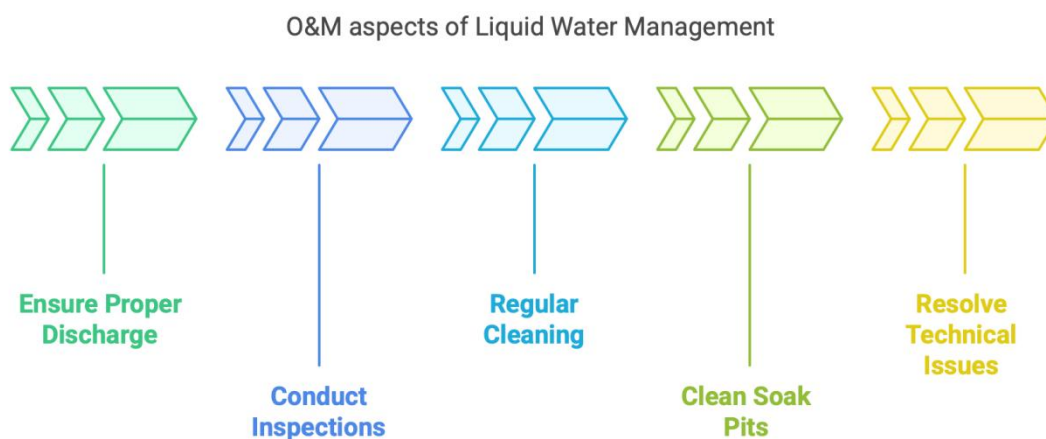 O&M aspects of Liquid Water Management
Ensure Proper
Discharge
Conduct
Inspections
Regular
Cleaning
Clean Soak
Pits
Resolve
Technical
Issues